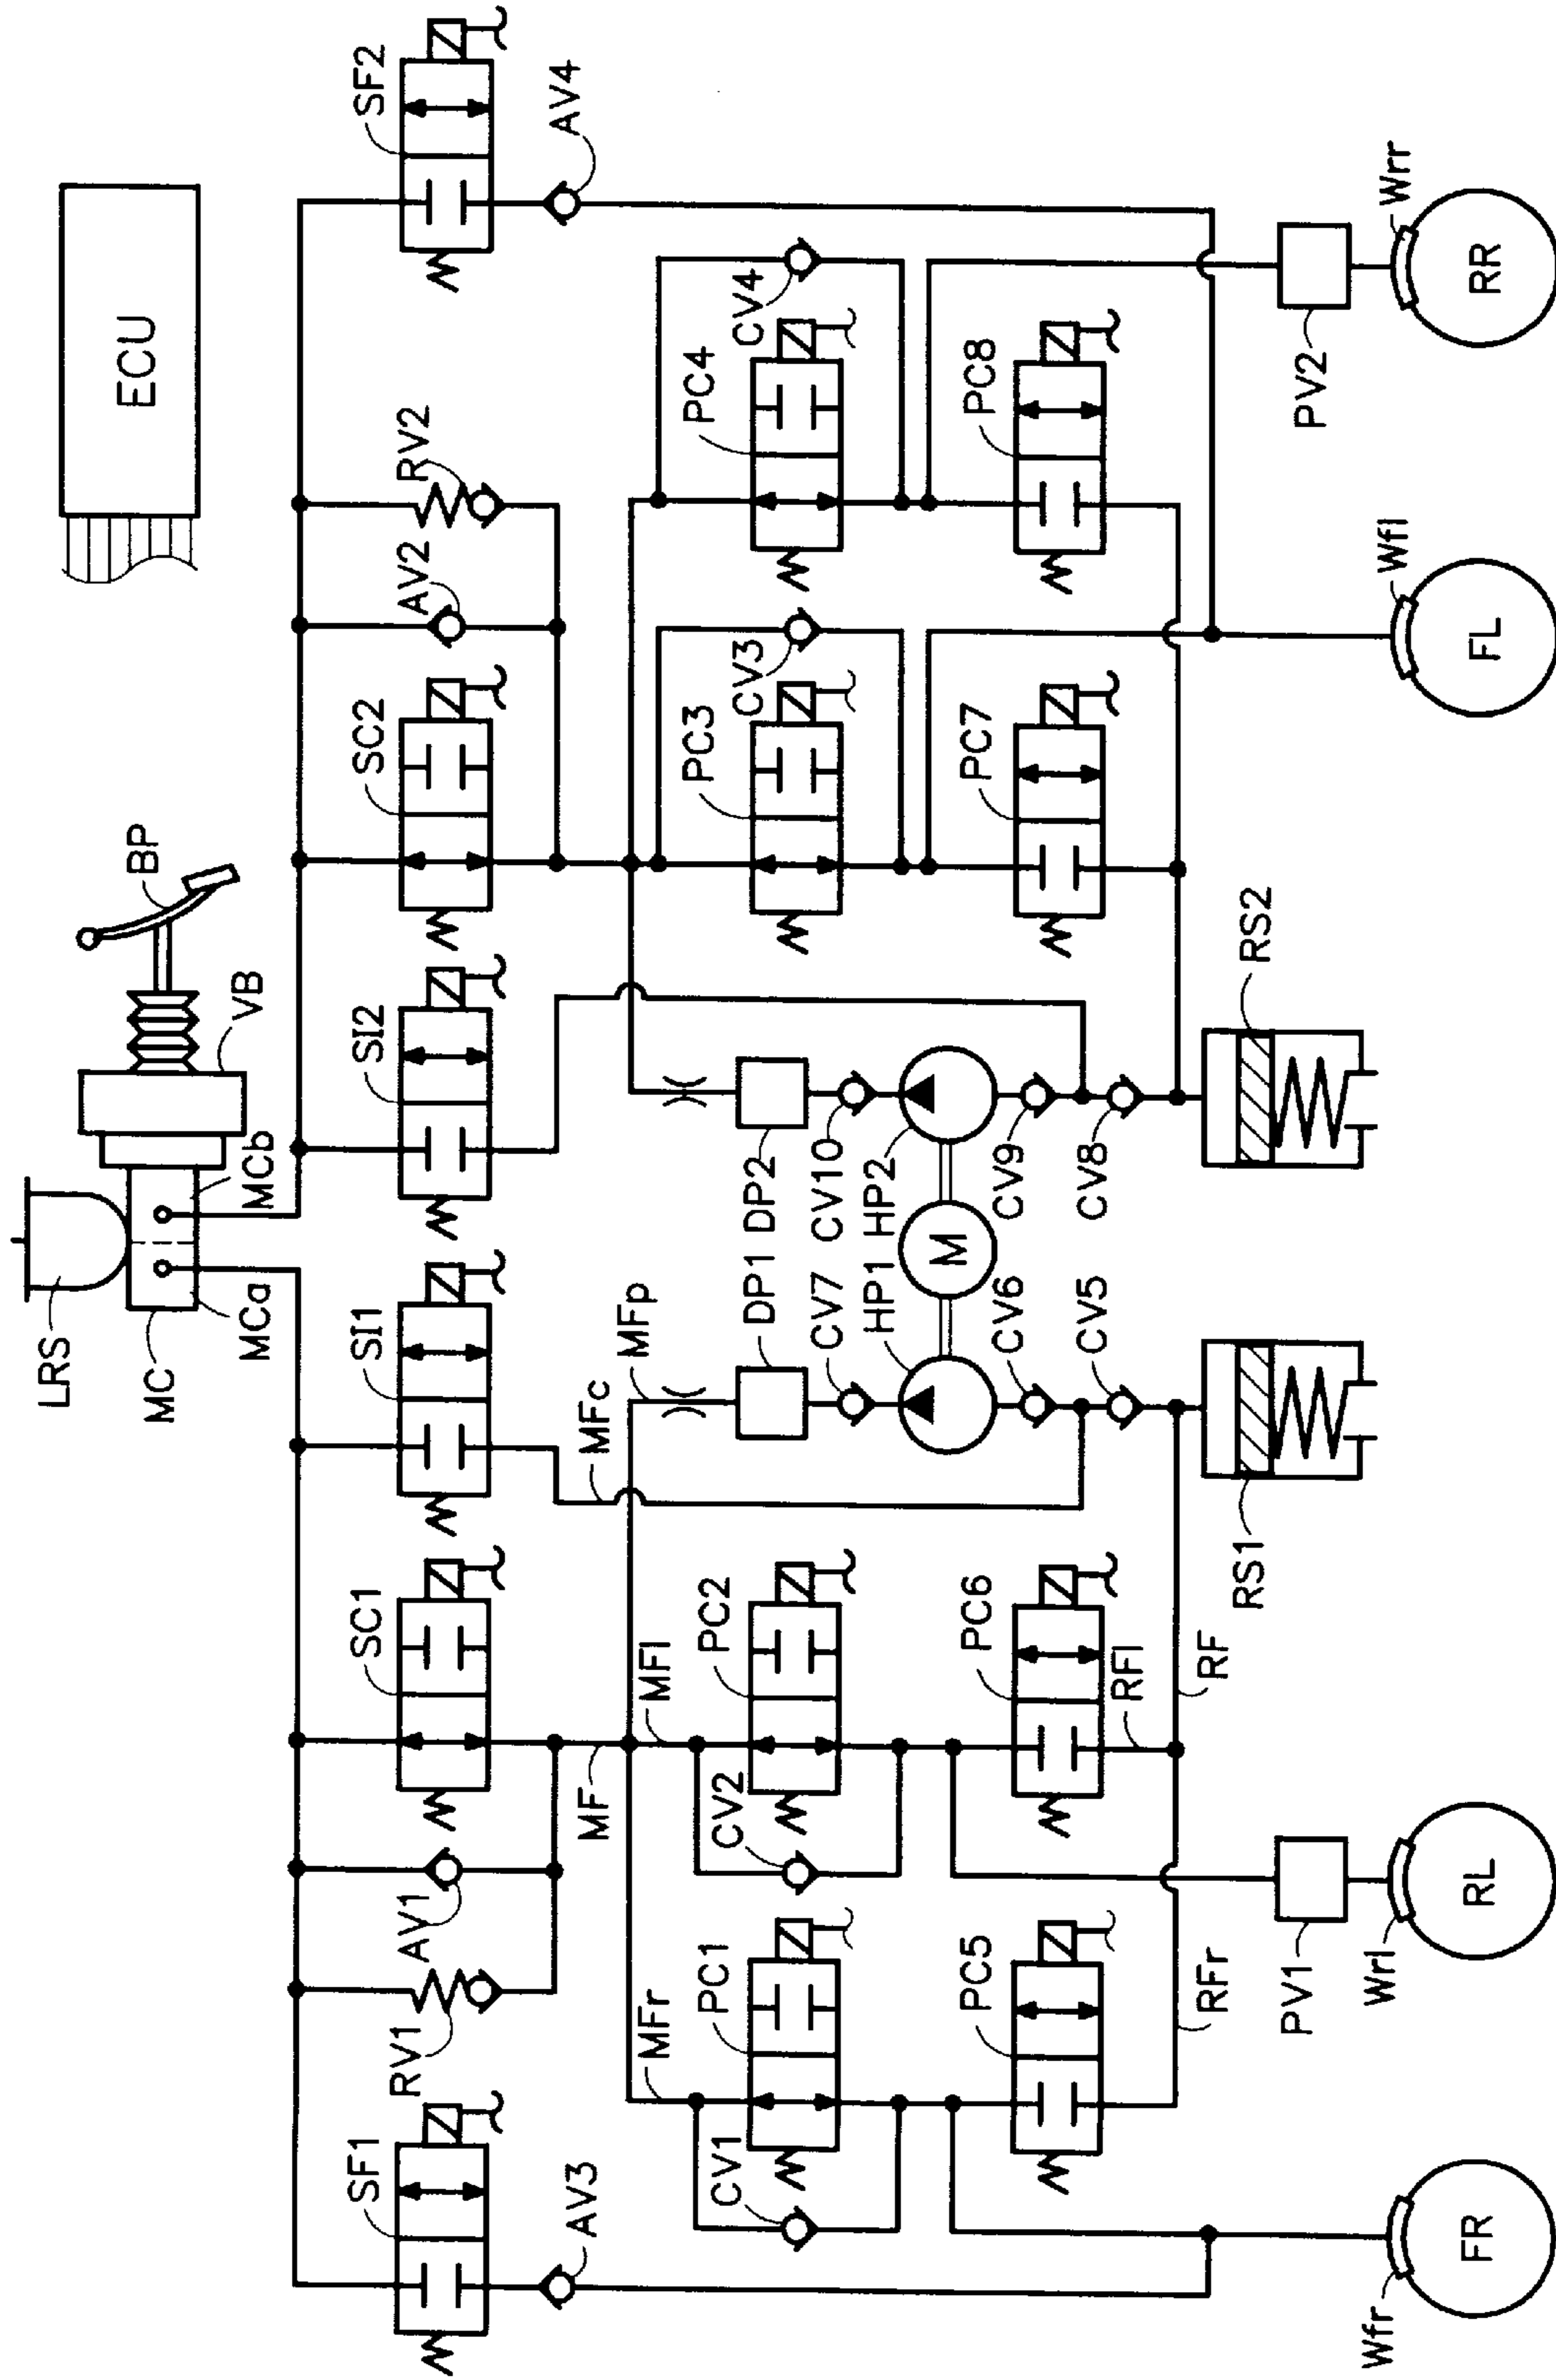 LRS
MC
MCa
MCb
VB
BP
ECU
SF1
RV1
AV1
SC1
SI1
SI2
SC2
AV2
RV2
SF2
AV3
AV4
MF
MFr
MFl
MFc
MFp
CV1
PC1
CV2
PC2
DP1
DP2
PC3
CV3
PC4
CV4
CV7
CV10
HP1
HP2
M
PC5
PC6
CV6
CV9
PC7
PC8
CV5
CV8
RFr
RFl
RF
RS1
RS2
PV1
PV2
Wfr
Wrl
Wfl
Wrr
FR
RL
FL
RR